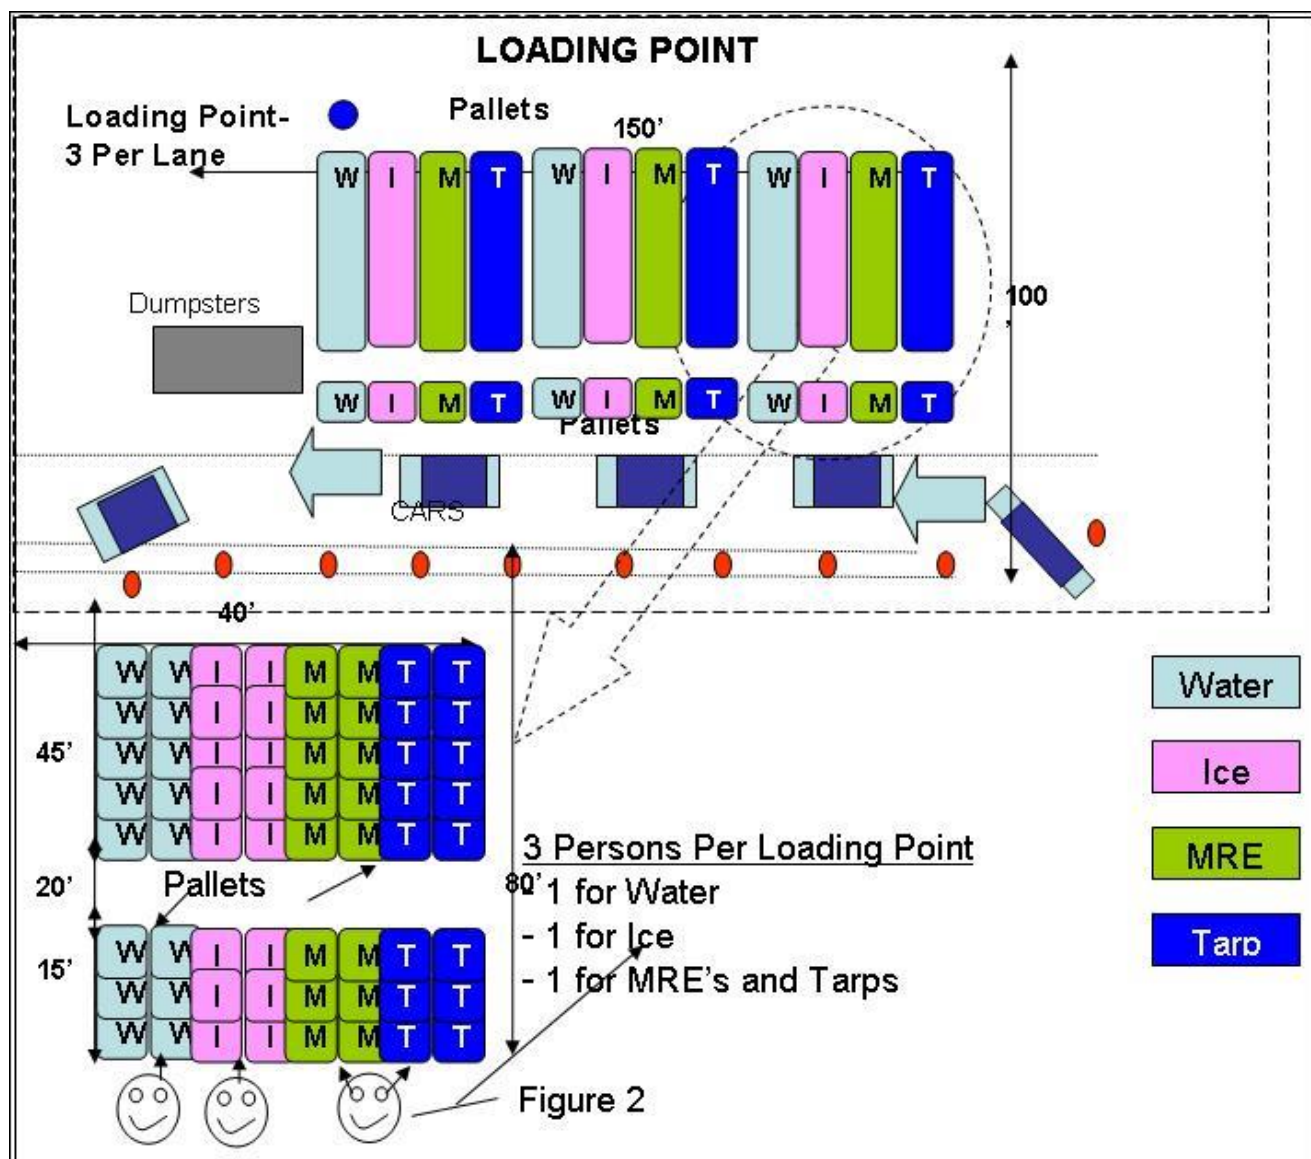 LOADING POINT
Loading Point-
3 Per Lane
Pallets
150’
W I M T W I M T W I M T
,100
’
Dumpsters
W I M T W I M T W I M T
Pallets
CARS
40’
W W I I M M T T
W W I I M M T T
45’
W W I I M M T T
W W I I M M T T
W W I I M M T T
20’
Pallets
80’
15’
W W I I M M T T
W W I I M M T T
W W I I M M T T
3 Persons Per Loading Point
- 1 for Water
- 1 for Ice
- 1 for MRE’s and Tarps
Figure 2
Water
Ice
MRE
Tarp